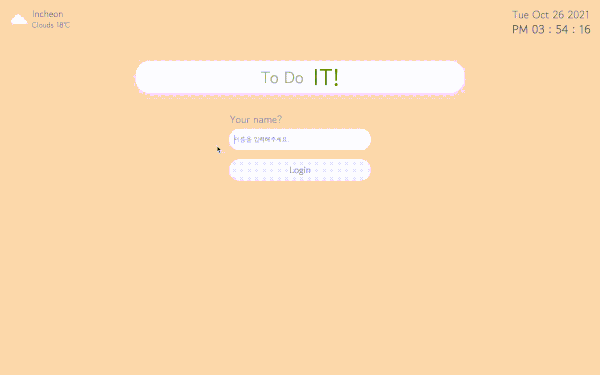 Incheon
Clouds 18℃
Tue Oct 26 2021
PM 03 : 54 : 16
To Do IT!
Your name?
이름을 입력해주세요.
Login